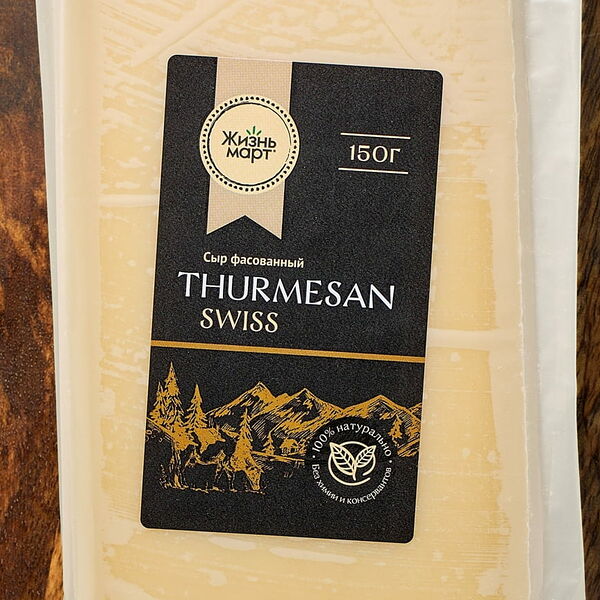 Жизнь
март
150г
Сыр фасованный
THURMESAN
SWISS
100% натурально
Без химии и консервантов